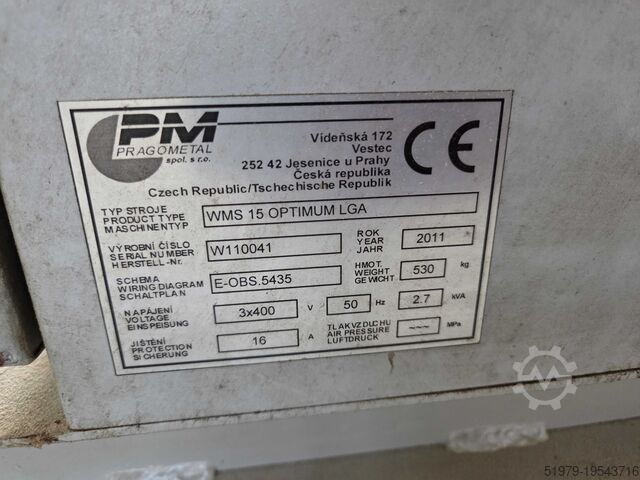 PM
PRAGOMETAL
spol. s r.o.
Vídeňská 172
Vestec
252 42 Jesenice u Prahy
Česká republika
Czech Republic/Tschechische Republik
CE
TYP STROJE
PRODUCT TYPE
MASCHINENTYP
WMS 15 OPTIMUM LGA
VÝROBNÍ ČÍSLO
SERIAL NUMBER
HERSTELL-Nr.
W110041
ROK
YEAR
JAHR
2011
SCHEMA
WIRING DIAGRAM
SCHALTPLAN
E-OBS.5435
HMOT.
WEIGHT
GEWICHT
530 kg
NAPÁJENÍ
VOLTAGE
EINSPEISUNG
3x400 V
50 Hz
2.7 kVA
JIŠTĚNÍ
PROTECTION
SICHERUNG
16 A
TLAK VZDUCHU
AIR PRESSURE
LUFTDRUCK
~~~ MPa
51979-19543716